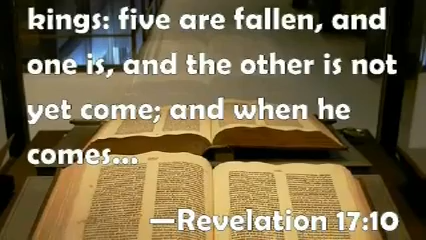 kings: five are fallen, and
one is, and the other is not
yet come; and when he
comes...
—Revelation 17:10